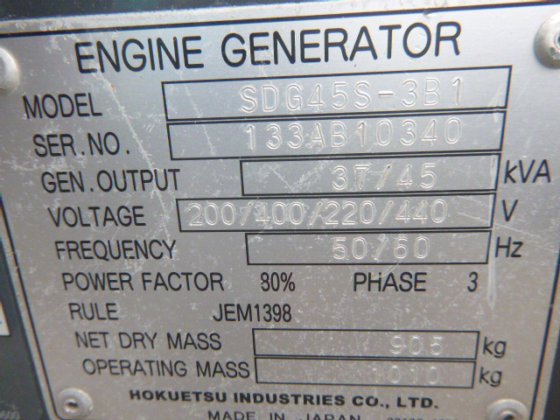 ENGINE GENERATOR
MODEL SDG45S-3B1
SER.NO. 133AB10340
GEN.OUTPUT 37/45 kVA
VOLTAGE 200/400/220/440 V
FREQUENCY 50/60 Hz
POWER FACTOR 80% PHASE 3
RULE JEM1398
NET DRY MASS 905 kg
OPERATING MASS 1010 kg
HOKUETSU INDUSTRIES CO., LTD.
MADE IN JAPAN